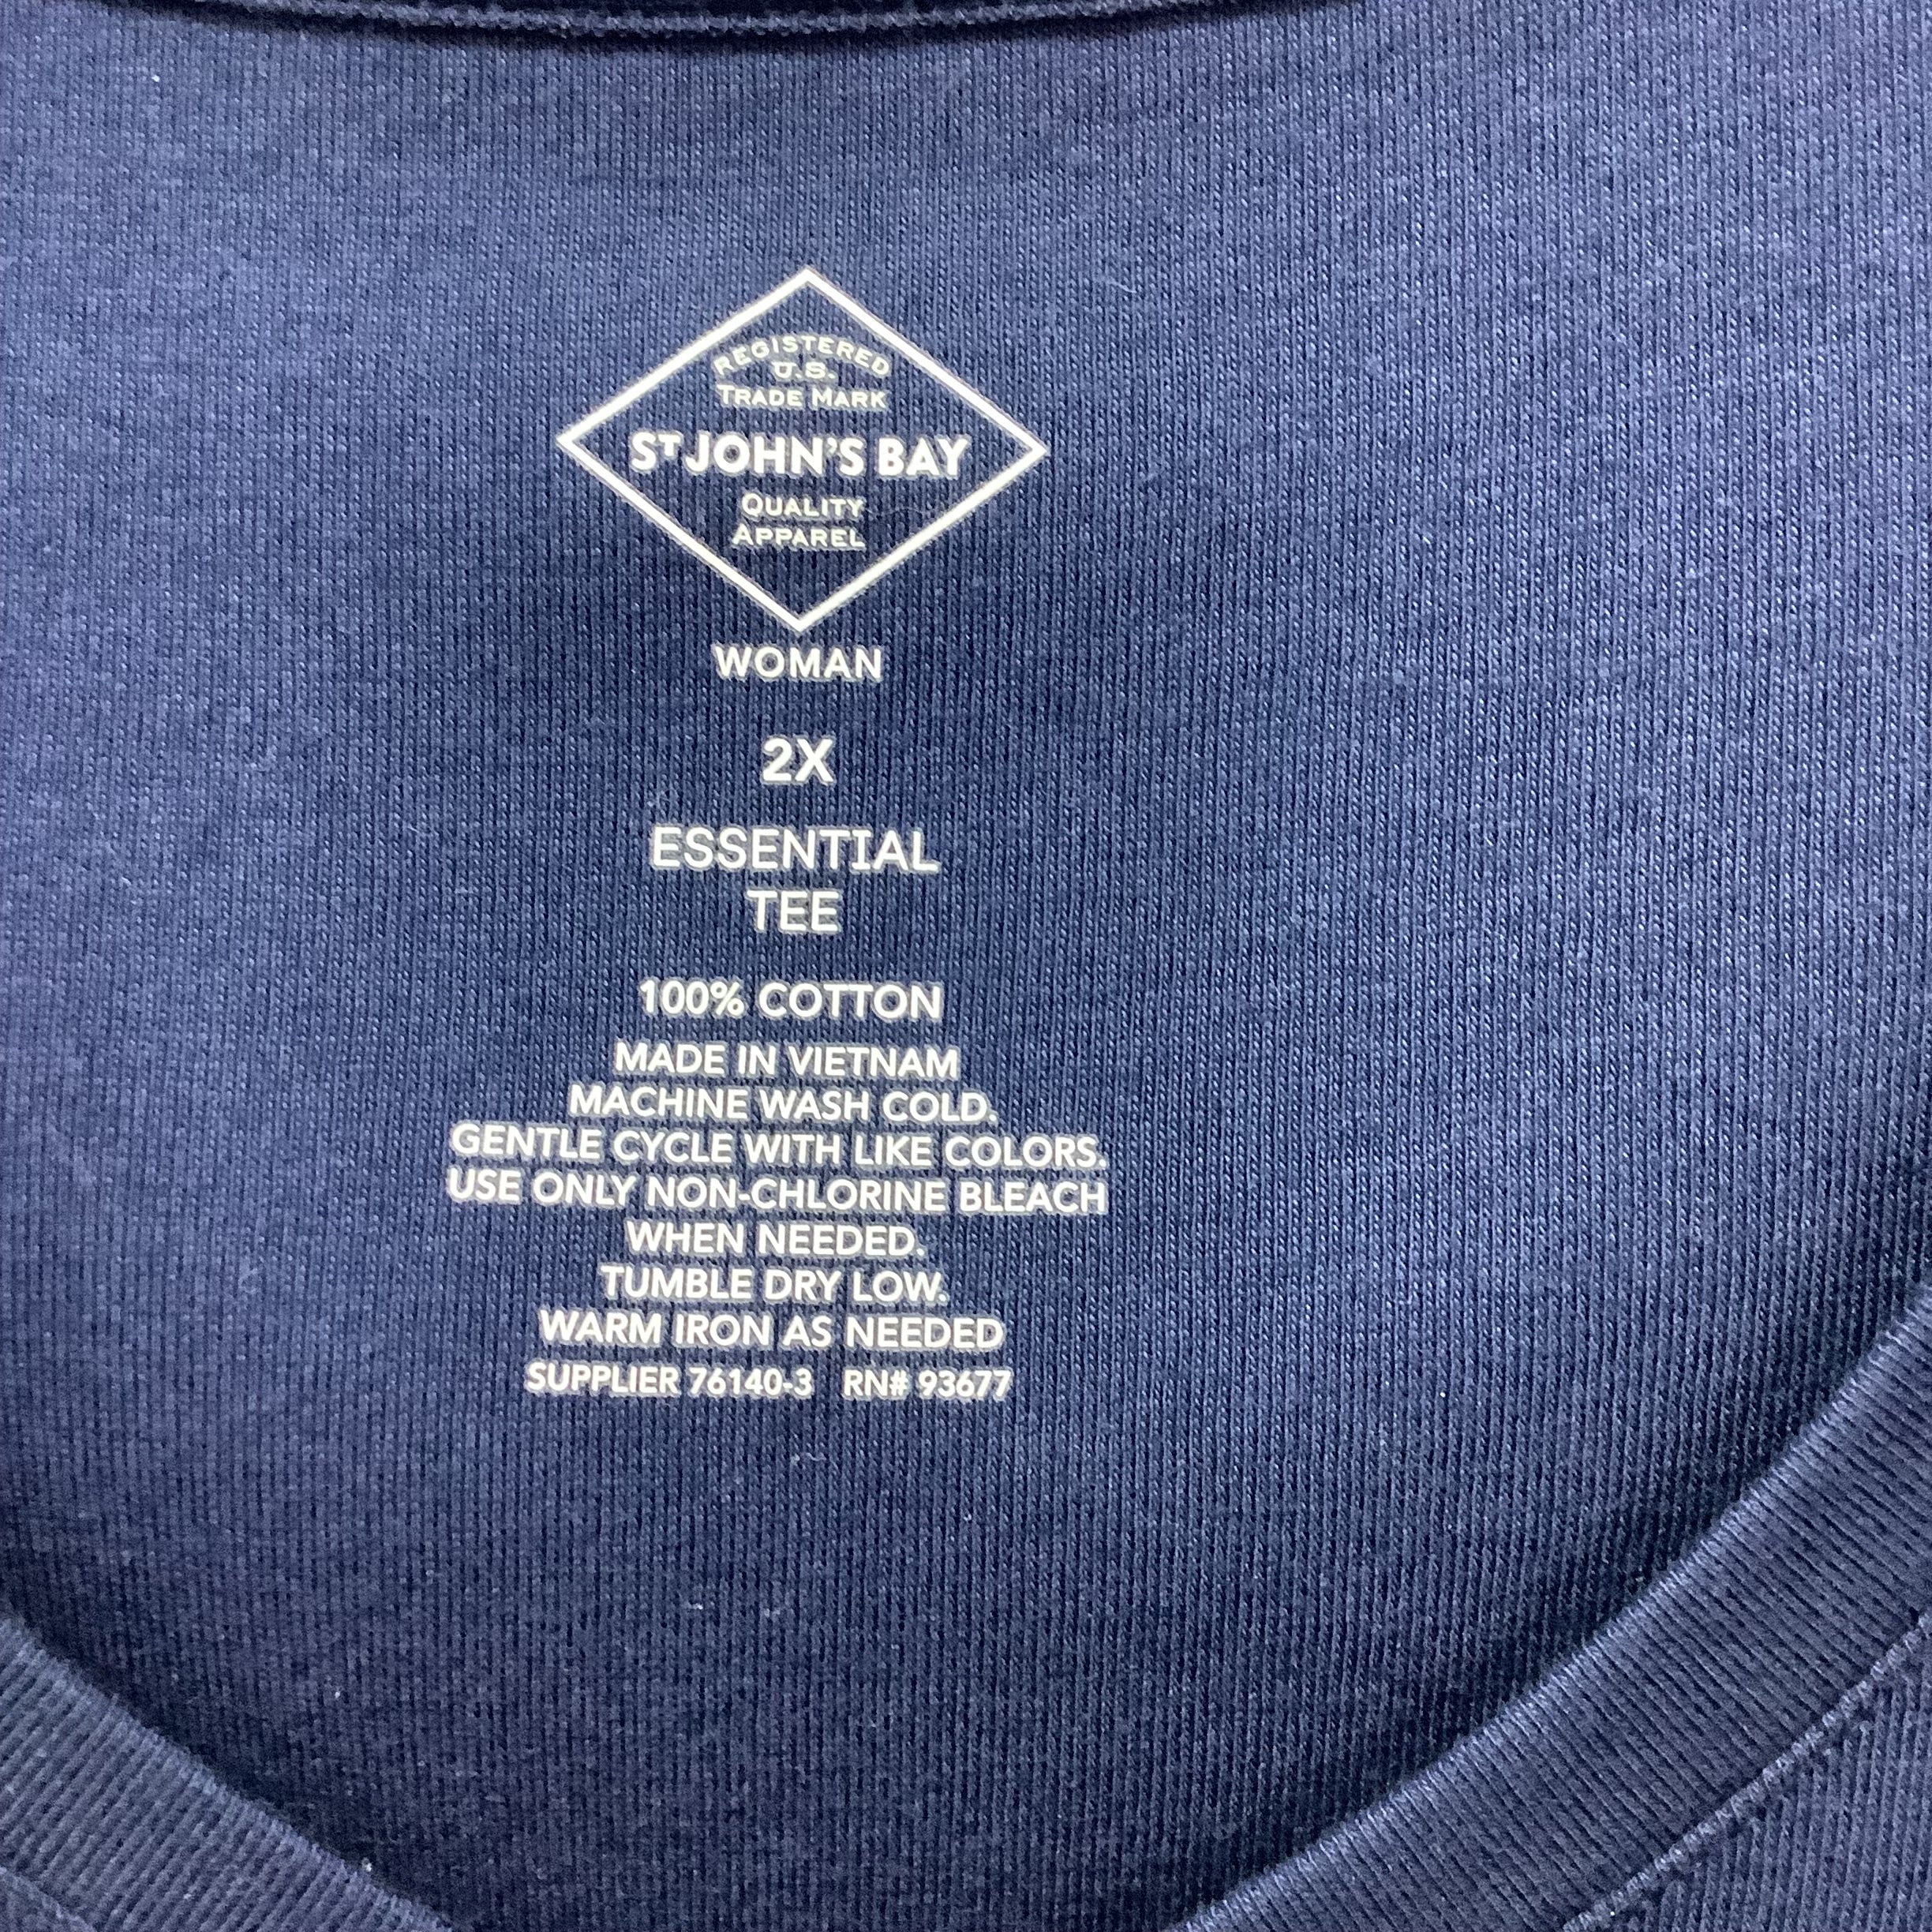 REGISTERED
U.S.
TRADE MARK
ST JOHN'S BAY
QUALITY
APPAREL
WOMAN
2X
ESSENTIAL
TEE
100% COTTON
MADE IN VIETNAM
MACHINE WASH COLD.
GENTLE CYCLE WITH LIKE COLORS.
USE ONLY NON-CHLORINE BLEACH
WHEN NEEDED.
TUMBLE DRY LOW.
WARM IRON AS NEEDED
SUPPLIER 76140-3 RN# 93677